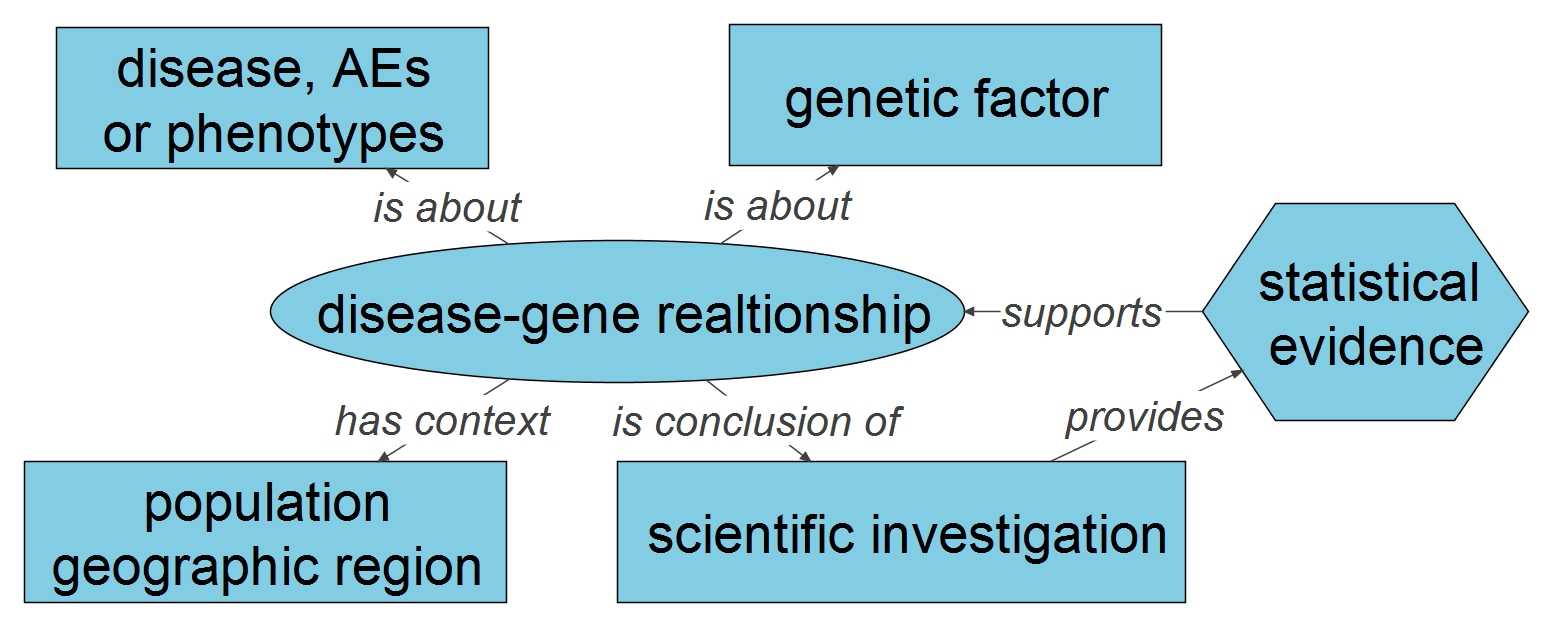 disease, AEs
or phenotypes
genetic factor
is about
is about
disease-gene realtionship
supports
statistical
evidence
has context
is conclusion of
provides
population
geographic region
scientific investigation